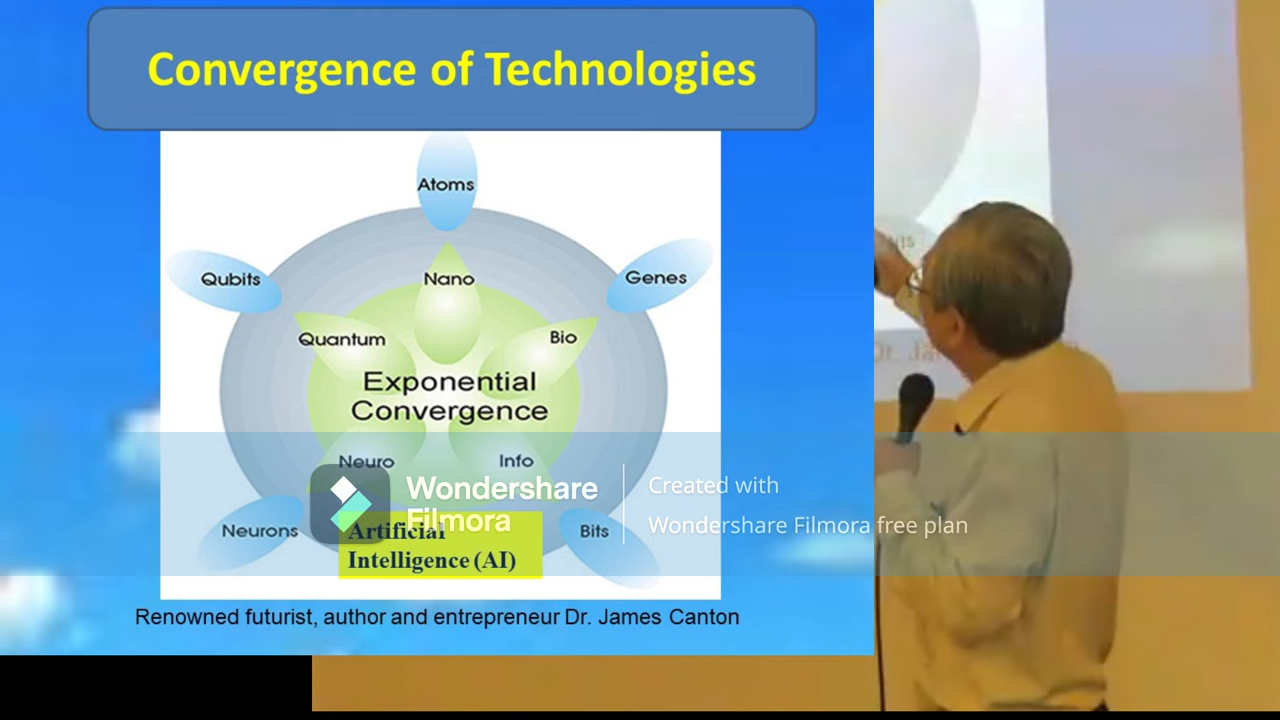 Convergence of Technologies
Atoms
Qubits
Genes
Nano
Quantum
Bio
Exponential
Convergence
Neuro
Info
Wondershare
Filmora
Created with
Wondershare Filmora free plan
Neurons
Artificial
Intelligence (AI)
Bits
Renowned futurist, author and entrepreneur Dr. James Canton